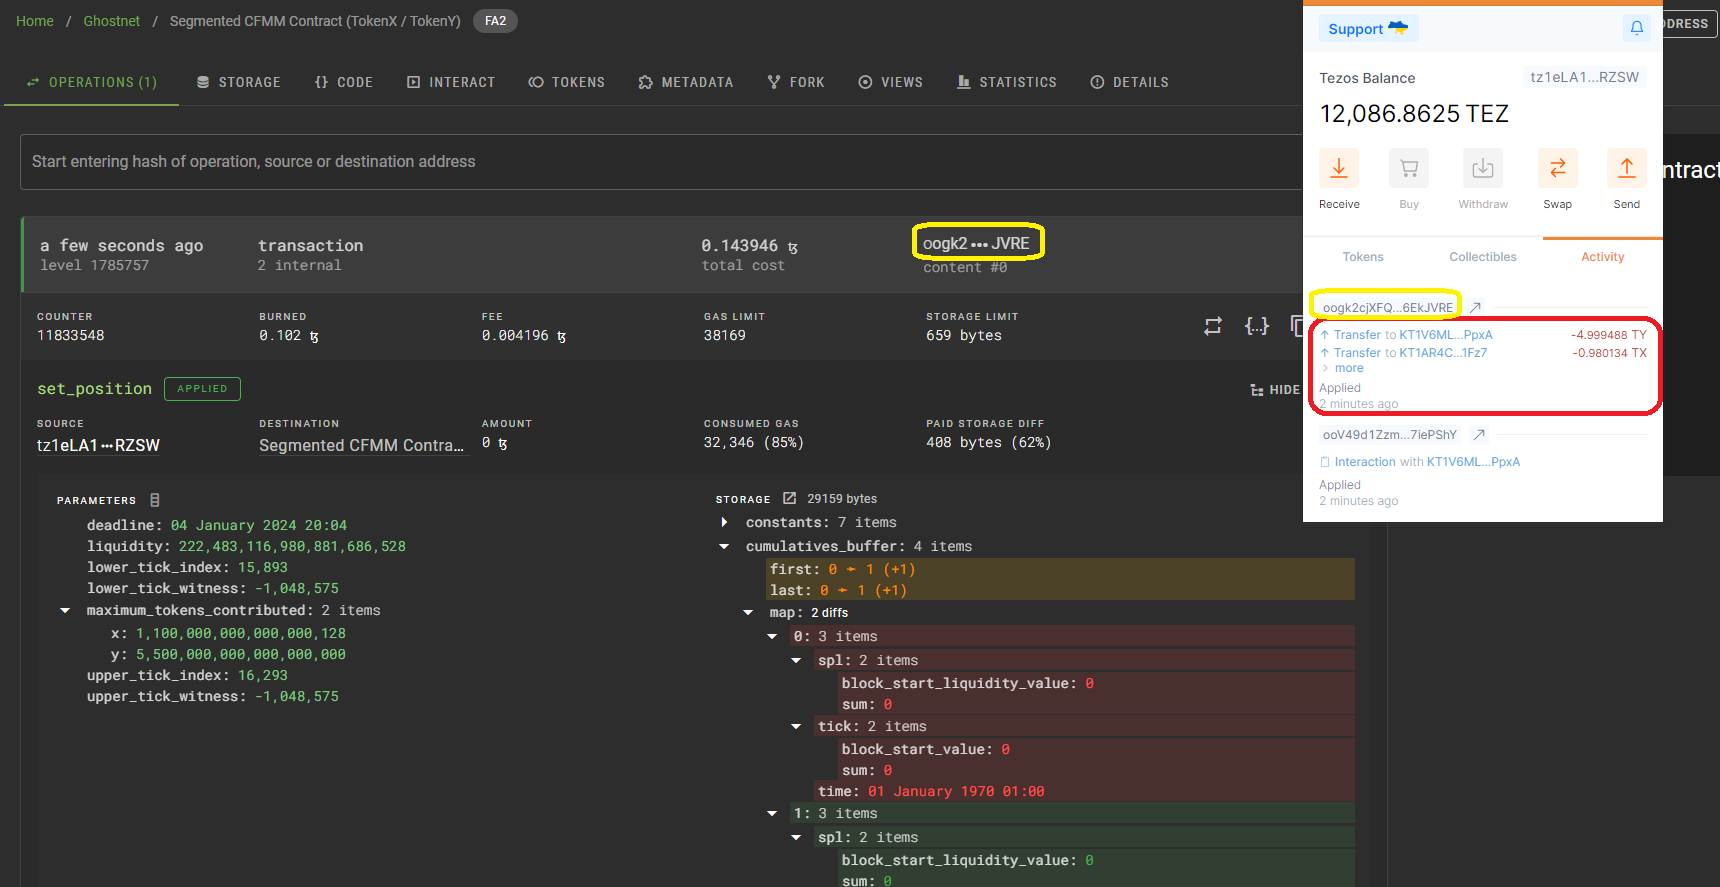 Home / Ghostnet / Segmented CFMM Contract (TokenX / TokenY) FA2
OPERATIONS (1) STORAGE CODE INTERACT TOKENS METADATA FORK VIEWS STATISTICS DETAILS
Start entering hash of operation, source or destination address
a few seconds ago transaction 0.143946 ꜩ oogk2•••JVRE
level 1785757 2 internal total cost content #0
COUNTER BURNED FEE GAS LIMIT STORAGE LIMIT
11833548 0.102 ꜩ 0.004196 ꜩ 38169 659 bytes
set_position APPLIED HIDE
SOURCE DESTINATION AMOUNT CONSUMED GAS PAID STORAGE DIFF
tz1eLA1•••RZSW Segmented CFMM Contra... 0 ꜩ 32,346 (85%) 408 bytes (62%)
PARAMETERS
deadline: 04 January 2024 20:04
liquidity: 222,483,116,980,881,686,528
lower_tick_index: 15,893
lower_tick_witness: -1,048,575
maximum_tokens_contributed: 2 items
x: 1,100,000,000,000,000,128
y: 5,500,000,000,000,000,000
upper_tick_index: 16,293
upper_tick_witness: -1,048,575
STORAGE 29159 bytes
constants: 7 items
cumulatives_buffer: 4 items
first: 0 ➛ 1 (+1)
last: 0 ➛ 1 (+1)
map: 2 diffs
0: 3 items
spl: 2 items
block_start_liquidity_value: 0
sum: 0
tick: 2 items
block_start_value: 0
sum: 0
time: 01 January 1970 01:00
1: 3 items
spl: 2 items
block_start_liquidity_value: 0
sum: 0
DRESS
ntract
Support
Tezos Balance tz1eLA1...RZSW
12,086.8625 TEZ
Receive Buy Withdraw Swap Send
Tokens Collectibles Activity
oogk2cjXFQ...6EkJVRE
Transfer to KT1V6ML...PpxA -4.999488 TY
Transfer to KT1AR4C...1Fz7 -0.980134 TX
more
Applied
2 minutes ago
ooV49d1Zzm...7iePShY
Interaction with KT1V6ML...PpxA
Applied
2 minutes ago